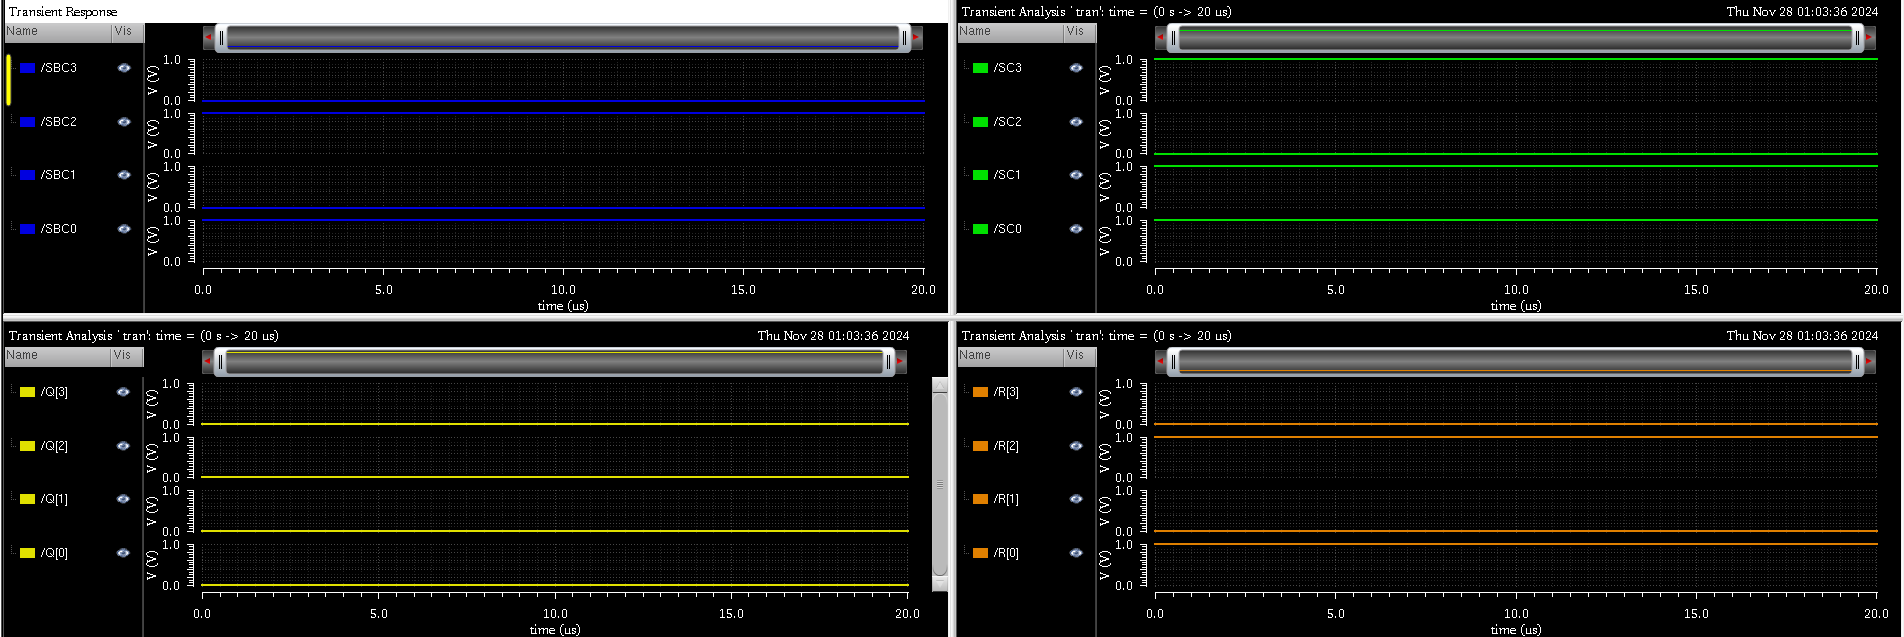 Transient Response
Name Vis
/SBC3
/SBC2
/SBC1
/SBC0
V (V) 1.0
0.0
V (V) 1.0
0.0
V (V) 1.0
0.0
V (V) 1.0
0.0
0.0 5.0 10.0 15.0 20.0
time (us)
Transient Analysis `tran': time = (0 s -> 20 us) Thu Nov 28 01:03:36 2024
Name Vis
/SC3
/SC2
/SC1
/SC0
V (V) 1.0
0.0
V (V) 1.0
0.0
V (V) 1.0
0.0
V (V) 1.0
0.0
0.0 5.0 10.0 15.0 20.0
time (us)
Transient Analysis `tran': time = (0 s -> 20 us) Thu Nov 28 01:03:36 2024
Name Vis
/Q[3]
/Q[2]
/Q[1]
/Q[0]
V (V) 1.0
0.0
V (V) 1.0
0.0
V (V) 1.0
0.0
V (V) 1.0
0.0
0.0 5.0 10.0 15.0 20.0
time (us)
Transient Analysis `tran': time = (0 s -> 20 us) Thu Nov 28 01:03:36 2024
Name Vis
/R[3]
/R[2]
/R[1]
/R[0]
V (V) 1.0
0.0
V (V) 1.0
0.0
V (V) 1.0
0.0
V (V) 1.0
0.0
0.0 5.0 10.0 15.0 20.0
time (us)